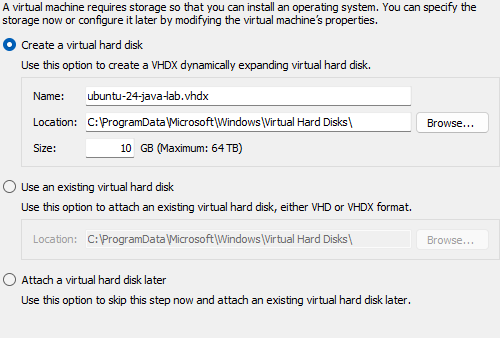 A virtual machine requires storage so that you can install an operating system. You can specify the
storage now or configure it later by modifying the virtual machine's properties.
Create a virtual hard disk
Use this option to create a VHDX dynamically expanding virtual hard disk.
Name: ubuntu-24-java-lab.vhdx
Location: C:\ProgramData\Microsoft\Windows\Virtual Hard Disks\ Browse...
Size: 10 GB (Maximum: 64 TB)
Use an existing virtual hard disk
Use this option to attach an existing virtual hard disk, either VHD or VHDX format.
Location: C:\ProgramData\Microsoft\Windows\Virtual Hard Disks\ Browse...
Attach a virtual hard disk later
Use this option to skip this step now and attach an existing virtual hard disk later.